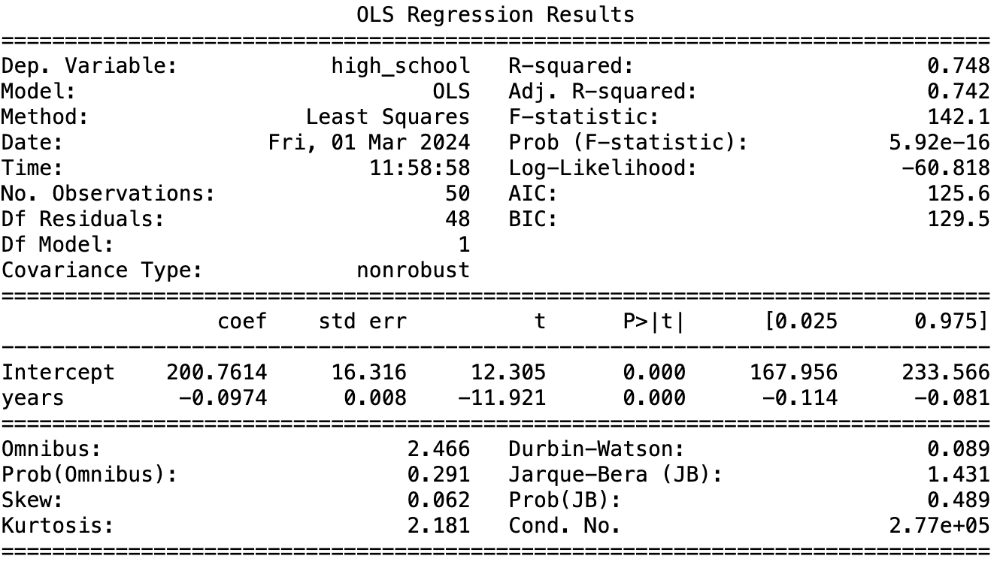 OLS Regression Results
==============================================================================
Dep. Variable:            high_school   R-squared:                       0.748
Model:                            OLS   Adj. R-squared:                  0.742
Method:                 Least Squares   F-statistic:                     142.1
Date:                Fri, 01 Mar 2024   Prob (F-statistic):           5.92e-16
Time:                        11:58:58   Log-Likelihood:                -60.818
No. Observations:                  50   AIC:                             125.6
Df Residuals:                      48   BIC:                             129.5
Df Model:                           1
Covariance Type:            nonrobust
==============================================================================
                 coef    std err          t      P>|t|      [0.025      0.975]
------------------------------------------------------------------------------
Intercept    200.7614     16.316     12.305      0.000     167.956     233.566
years         -0.0974      0.008    -11.921      0.000      -0.114      -0.081
==============================================================================
Omnibus:                        2.466   Durbin-Watson:                   0.089
Prob(Omnibus):                  0.291   Jarque-Bera (JB):                1.431
Skew:                           0.062   Prob(JB):                        0.489
Kurtosis:                       2.181   Cond. No.                     2.77e+05
==============================================================================